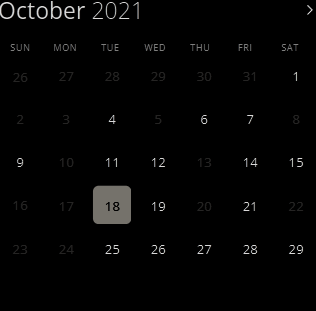 October 2021
SUN MON TUE WED THU FRI SAT
26 27 28 29 30 31 1
2 3 4 5 6 7 8
9 10 11 12 13 14 15
16 17 18 19 20 21 22
23 24 25 26 27 28 29